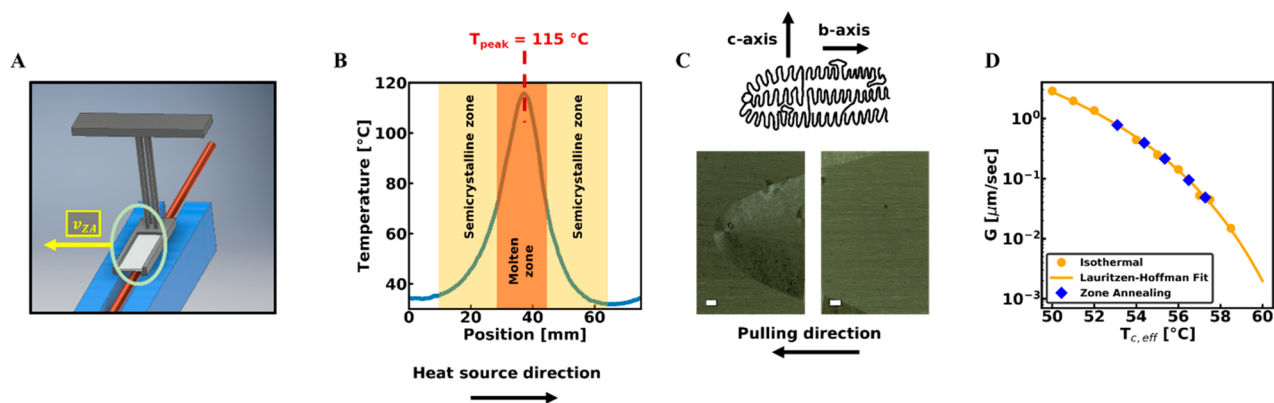 A
v_ZA
B
T_peak = 115 °C
Temperature [°C]
120
100
80
60
40
Semicrystalline zone
Molten
zone
Semicrystalline zone
0
20
40
60
Position [mm]
Heat source direction
C
c-axis
b-axis
Pulling direction
D
G [μm/sec]
10⁰
10⁻¹
10⁻²
10⁻³
Isothermal
Lauritzen-Hoffman Fit
Zone Annealing
50
52
54
56
58
60
T_c, eff [°C]